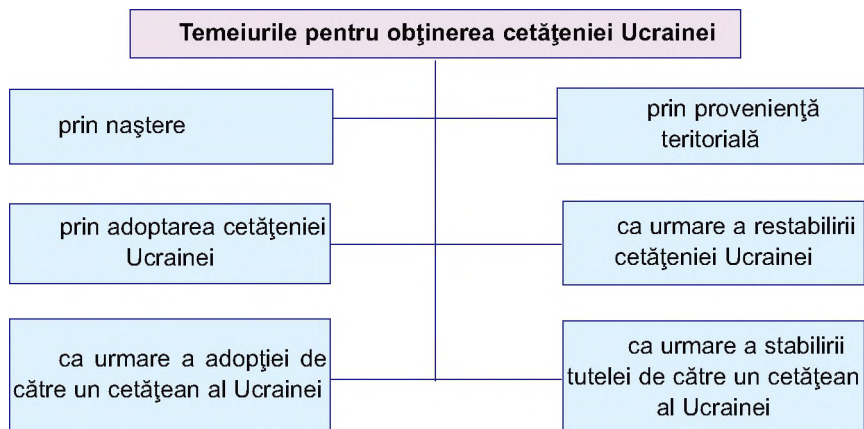 Temeiurile pentru obţinerea cetăţeniei Ucrainei
prin naştere
prin provenienţă
teritorială
prin adoptarea cetăţeniei
Ucrainei
ca urmare a restabilirii
cetăţeniei Ucrainei
ca urmare a adopţiei de
către un cetăţean al Ucrainei
ca urmare a stabilirii
tutelei de către un cetăţean
al Ucrainei